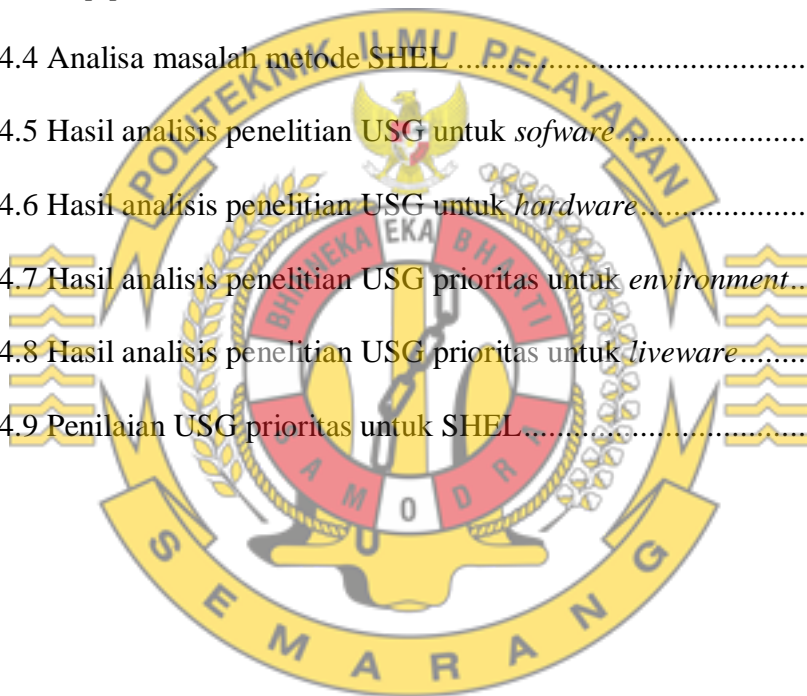 4.4 Analisa masalah metode SHEL ....................................
4.5 Hasil analisis penelitian USG untuk sofware ....................
4.6 Hasil analisis penelitian USG untuk hardware....................
4.7 Hasil analisis penelitian USG prioritas untuk environment..
4.8 Hasil analisis penelitian USG prioritas untuk liveware........
4.9 Penilaian USG prioritas untuk SHEL................................
POLITEKNIK ILMU PELAYARAN
BHINNEKA EKA BHAKTI
SAMODRA
SEMARANG